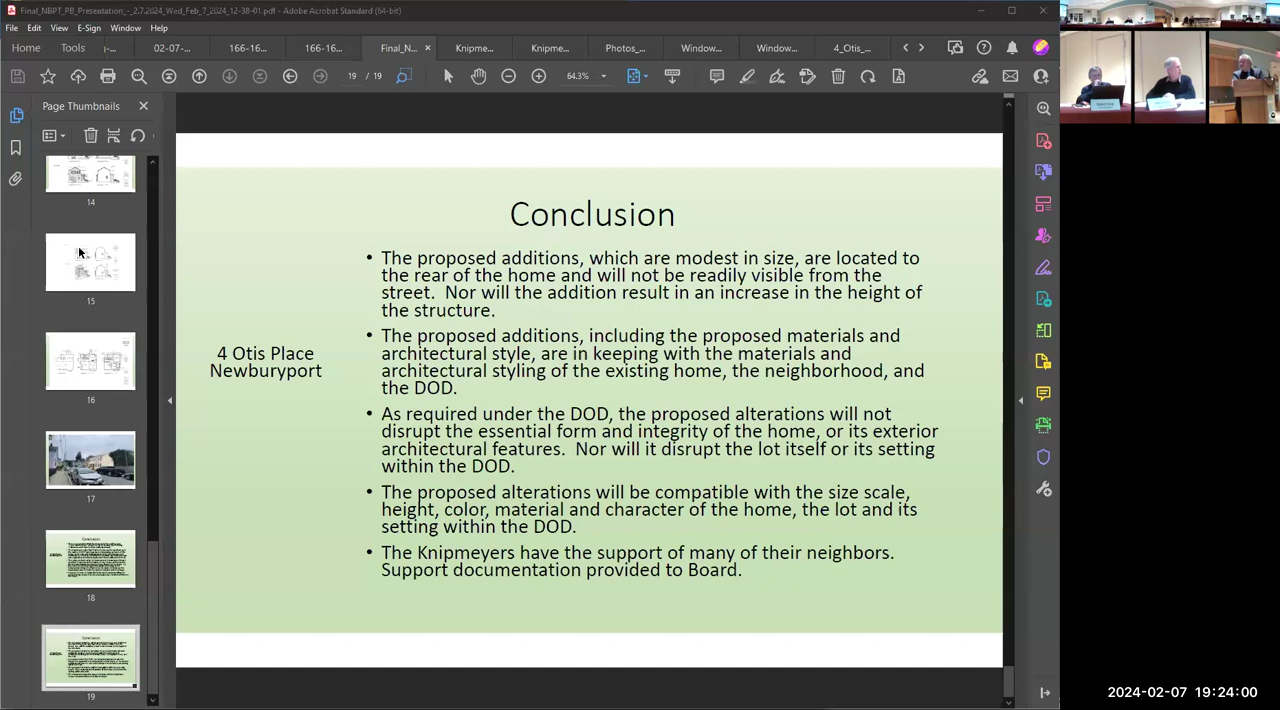 Final_NBPT_PB_Presentation_-_2.7.2024_Wed_Feb_7_2024_12-38-01.pdf - Adobe Acrobat Standard (64-bit)
File Edit View E-Sign Window Help
Home Tools 02-07-... 166-16... 166-16... Final_N... × Knipme... Knipme... Photos_... Window... Window... 4_Otis_...
19 / 19 64.3%
Page Thumbnails
14
15
16
17
18
19
Conclusion
4 Otis Place
Newburyport
• The proposed additions, which are modest in size, are located to
the rear of the home and will not be readily visible from the
street. Nor will the addition result in an increase in the height of
the structure.
• The proposed additions, including the proposed materials and
architectural style, are in keeping with the materials and
architectural styling of the existing home, the neighborhood, and
the DOD.
• As required under the DOD, the proposed alterations will not
disrupt the essential form and integrity of the home, or its exterior
architectural features. Nor will it disrupt the lot itself or its setting
within the DOD.
• The proposed alterations will be compatible with the size scale,
height, color, material and character of the home, the lot and its
setting within the DOD.
• The Knipmeyers have the support of many of their neighbors.
Support documentation provided to Board.
2024-02-07 19:24:00